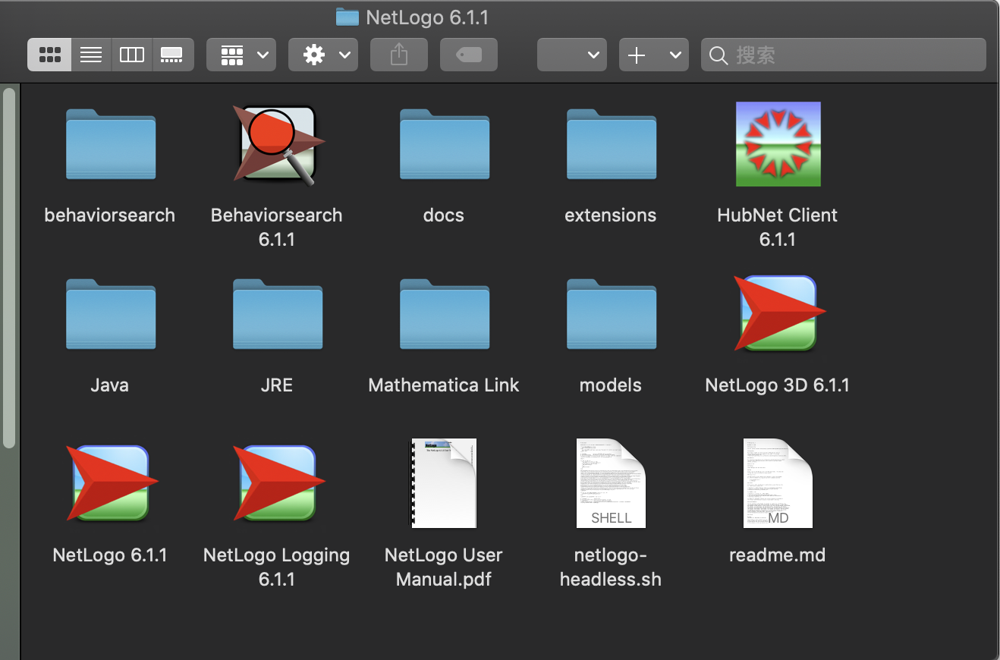 NetLogo 6.1.1
搜索
behaviorsearch
Behaviorsearch
6.1.1
docs
extensions
HubNet Client
6.1.1
Java
JRE
Mathematica Link
models
NetLogo 3D 6.1.1
NetLogo 6.1.1
NetLogo Logging
6.1.1
NetLogo User
Manual.pdf
SHELL
netlogo-
headless.sh
MD
readme.md